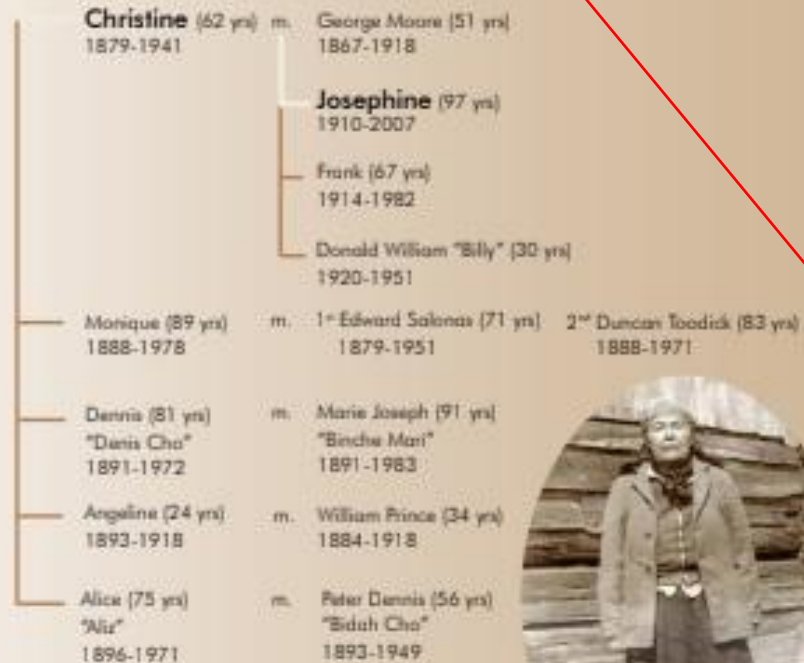 Christine (62 yrs) m. George Moore (51 yrs)
1879-1941 1867-1918
Josephine (97 yrs)
1910-2007
Frank (67 yrs)
1914-1982
Donald William "Billy" (30 yrs)
1920-1951
Monique (89 yrs) m. 1st Edward Salonas (71 yrs) 2nd Duncan Toodick (83 yrs)
1888-1978 1879-1951 1888-1971
Dennis (81 yrs) m. Marie Joseph (91 yrs)
"Denis Cho" "Binche Mari"
1891-1972 1891-1983
Angeline (24 yrs) m. William Prince (34 yrs)
1893-1918 1884-1918
Alice (75 yrs) m. Peter Dennis (56 yrs)
"Aliz" "Bidah Cho"
1896-1971 1893-1949